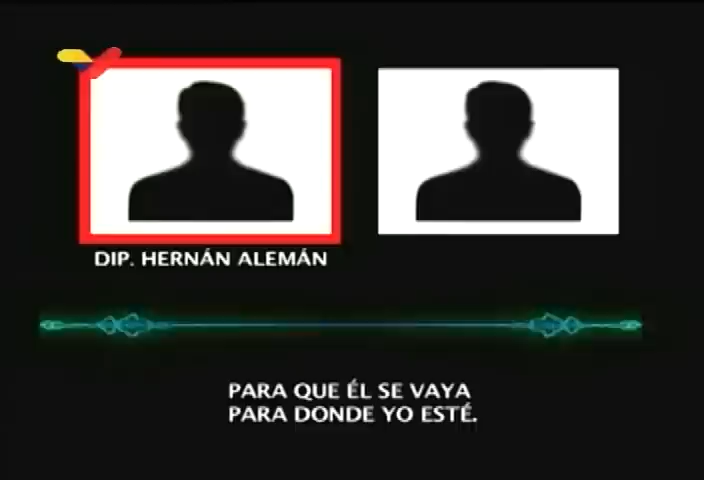 DIP. HERNÁN ALEMÁN
PARA QUE ÉL SE VAYA
PARA DONDE YO ESTÉ.